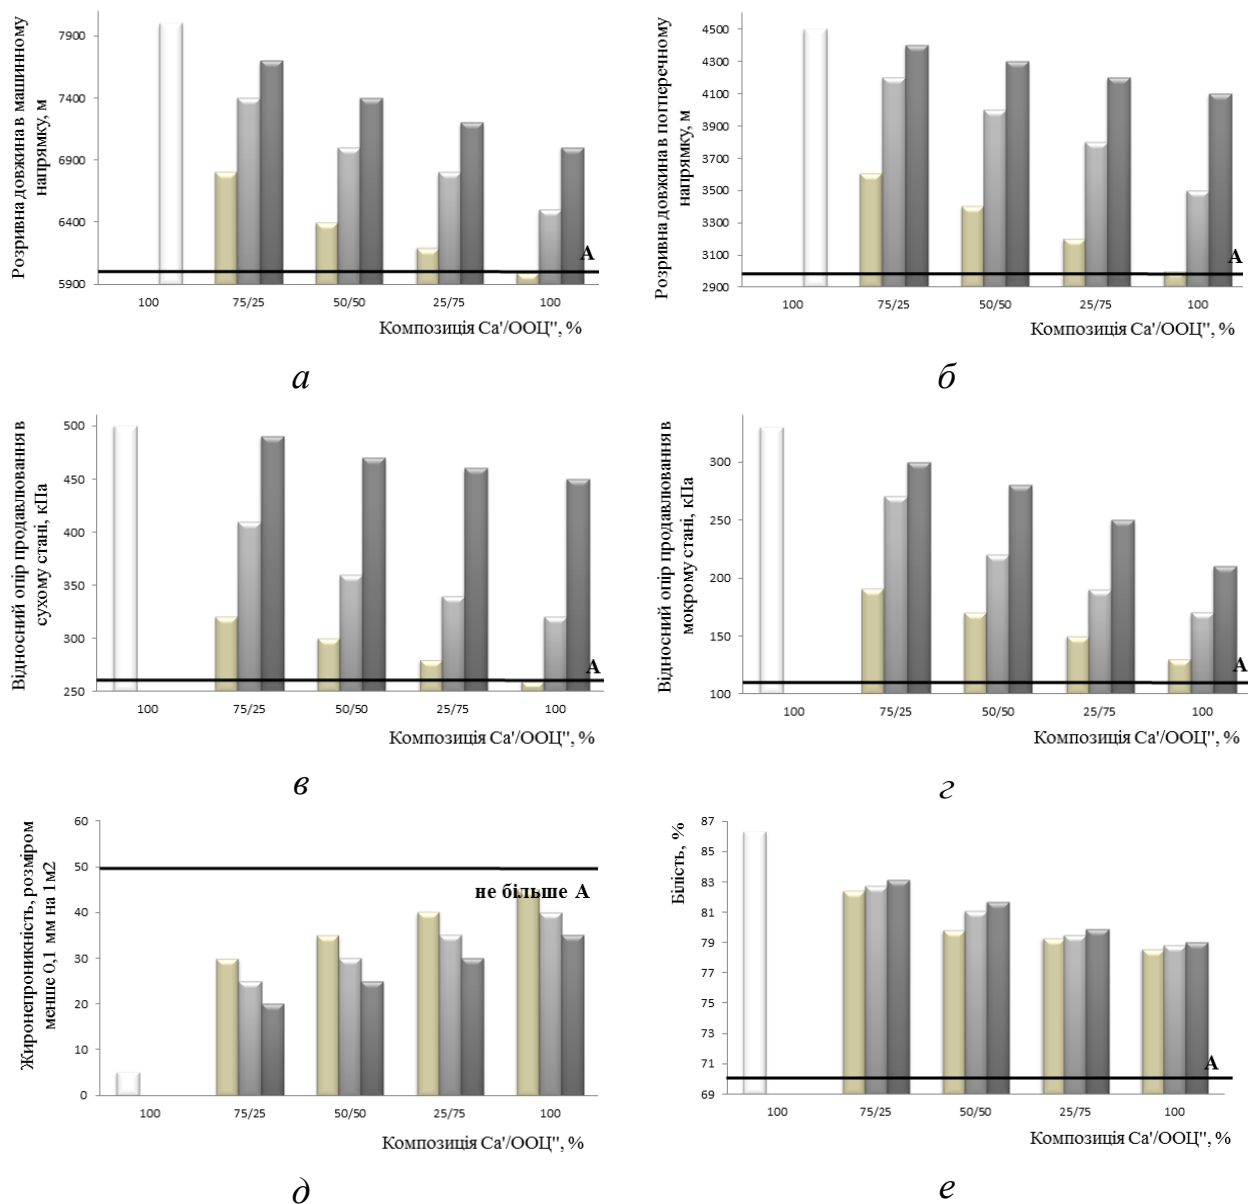 Розривна довжина в машинному
напрямку, м
7900
7400
6900
6400
5900
А
100
75/25
50/50
25/75
100
Композиція Са'/ООЦ'', %
а
Розривна довжина в попперечному
напрямку, м
4500
4300
4100
3900
3700
3500
3300
3100
2900
А
100
75/25
50/50
25/75
100
Композиція Са'/ООЦ'', %
б
Відносний опір продавлювання в
сухому стані, кПа
500
450
400
350
300
250
А
100
75/25
50/50
25/75
100
Композиція Са'/ООЦ'', %
в
Відносний опір продавлювання в
мокрому стані, кПа
300
250
200
150
100
А
100
75/25
50/50
25/75
100
Композиція Са'/ООЦ'', %
г
Жиронепроникність, розміром
менше 0,1 мм на 1м2
60
50
40
30
20
10
0
не більше А
100
75/25
50/50
25/75
100
Композиція Са'/ООЦ'', %
д
Білість, %
87
85
83
81
79
77
75
73
71
69
А
100
75/25
50/50
25/75
100
Композиція Са'/ООЦ'', %
е